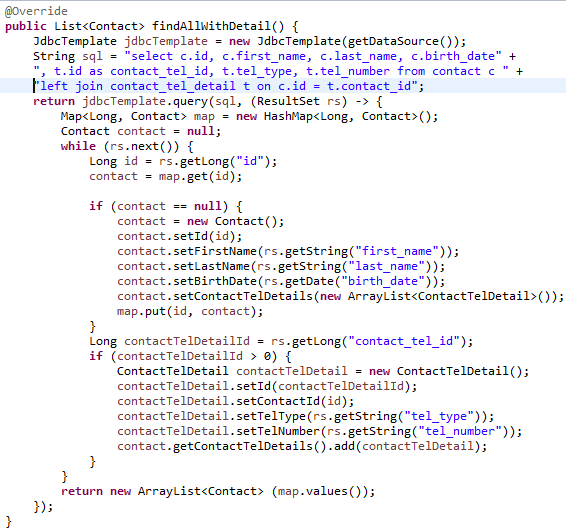 @Override
public List<Contact> findAllWithDetail() {
    JdbcTemplate jdbcTemplate = new JdbcTemplate(getDataSource());
    String sql = "select c.id, c.first_name, c.last_name, c.birth_date" +
    ", t.id as contact_tel_id, t.tel_type, t.tel_number from contact c " +
    "left join contact_tel_detail t on c.id = t.contact_id";
    return jdbcTemplate.query(sql, (ResultSet rs) -> {
        Map<Long, Contact> map = new HashMap<Long, Contact>();
        Contact contact = null;
        while (rs.next()) {
            Long id = rs.getLong("id");
            contact = map.get(id);

            if (contact == null) {
                contact = new Contact();
                contact.setId(id);
                contact.setFirstName(rs.getString("first_name"));
                contact.setLastName(rs.getString("last_name"));
                contact.setBirthDate(rs.getDate("birth_date"));
                contact.setContactTelDetails(new ArrayList<ContactTelDetail>());
                map.put(id, contact);
            }
            Long contactTelDetailId = rs.getLong("contact_tel_id");
            if (contactTelDetailId > 0) {
                ContactTelDetail contactTelDetail = new ContactTelDetail();
                contactTelDetail.setId(contactTelDetailId);
                contactTelDetail.setContactId(id);
                contactTelDetail.setTelType(rs.getString("tel_type"));
                contactTelDetail.setTelNumber(rs.getString("tel_number"));
                contact.getContactTelDetails().add(contactTelDetail);
            }
        }
        return new ArrayList<Contact> (map.values());
    });
}